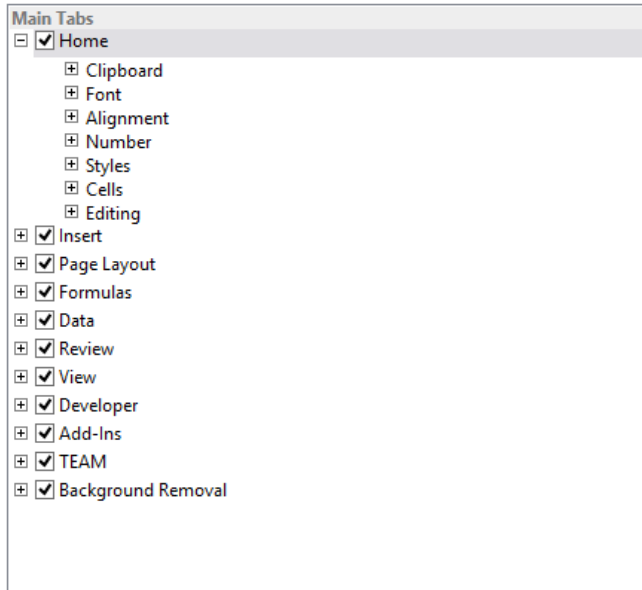 Main Tabs
Home
Clipboard
Font
Alignment
Number
Styles
Cells
Editing
Insert
Page Layout
Formulas
Data
Review
View
Developer
Add-Ins
TEAM
Background Removal